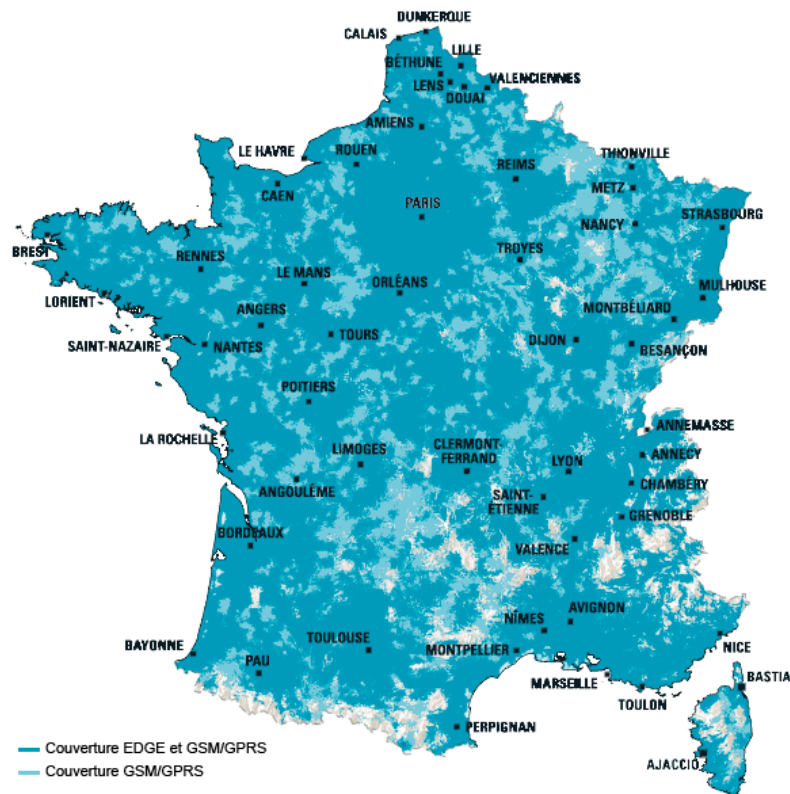 DUNKERQUE
CALAIS
LILLE
BÉTHUNE
VALENCIENNES
LENS
DOUAI
AMIENS
LE HAVRE
ROUEN
REIMS
THIONVILLE
CAEN
METZ
PARIS
STRASBOURG
NANCY
BREST
RENNES
TROYES
LE MANS
ORLÉANS
MULHOUSE
LORIENT
ANGERS
MONTBÉLIARD
SAINT-NAZAIRE
NANTES
TOURS
DIJON
BESANÇON
POITIERS
ANNEMASSE
LA ROCHELLE
LIMOGES
CLERMONT-
FERRAND
LYON
ANNECY
ANGOULÊME
CHAMBÉRY
SAINT-
ETIENNE
GRENOBLE
BORDEAUX
VALENCE
AVIGNON
NÎMES
BAYONNE
TOULOUSE
MONTPELLIER
NICE
PAU
MARSEILLE
BASTIA
TOULON
PERPIGNAN
AJACCIO
Couverture EDGE et GSM/GPRS
Couverture GSM/GPRS